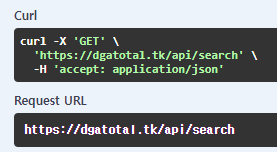 Curl
curl -X 'GET' \
'https://dgatotal.tk/api/search' \
-H 'accept: application/json'
Request URL
https://dgatotal.tk/api/search